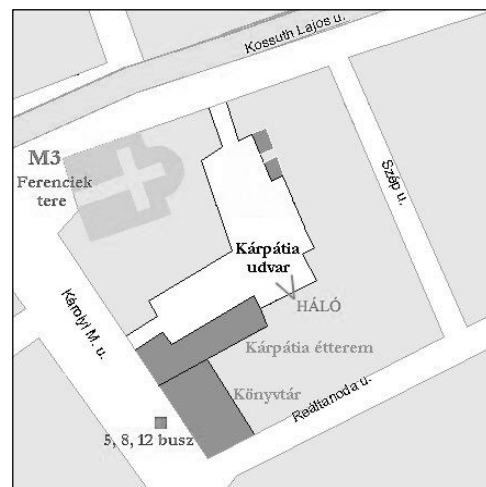 Kossuth Lajos u.
M3
Ferenciek
tere
Szép u.
Kárpátia
udvar
HÁLÓ
Károlyi M. u.
Kárpátia étterem
Könyvtár
Reáltanoda u.
5, 8, 12 busz